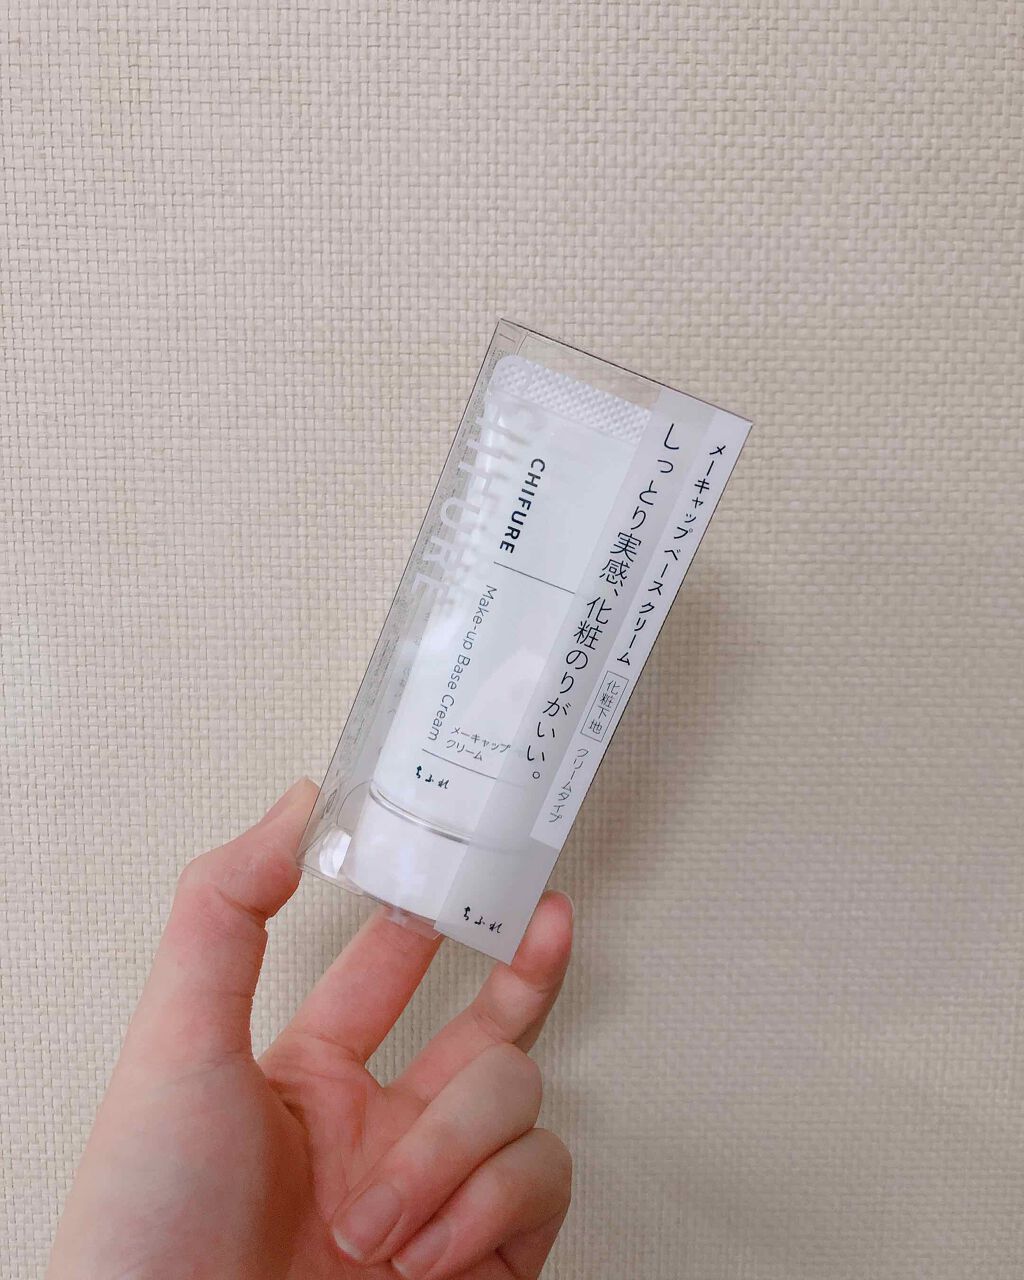 メーキャップ ベース クリーム 化粧下地 クリームタイプ
しっとり実感、化粧のりがいい。
CHIFURE
CHIFURE
Make-up Base Cream
メーキャップ
クリーム
ちふれ
ちふれ